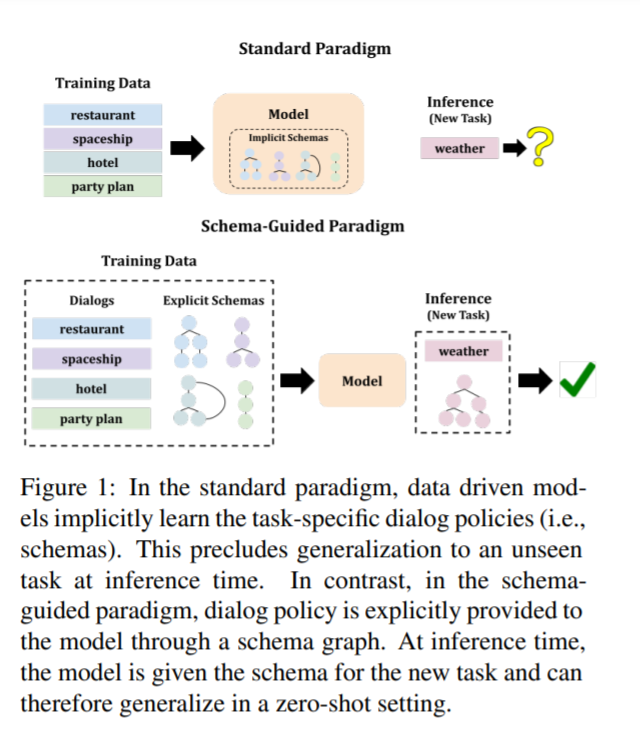 Standard Paradigm
Training Data
restaurant
spaceship
hotel
party plan
Model
Implicit Schemas
Inference
(New Task)
weather
?
Schema-Guided Paradigm
Training Data
Dialogs
Explicit Schemas
restaurant
spaceship
hotel
party plan
Model
Inference
(New Task)
weather
Figure 1: In the standard paradigm, data driven mod-
els implicitly learn the task-specific dialog policies (i.e.,
schemas). This precludes generalization to an unseen
task at inference time. In contrast, in the schema-
guided paradigm, dialog policy is explicitly provided to
the model through a schema graph. At inference time,
the model is given the schema for the new task and can
therefore generalize in a zero-shot setting.